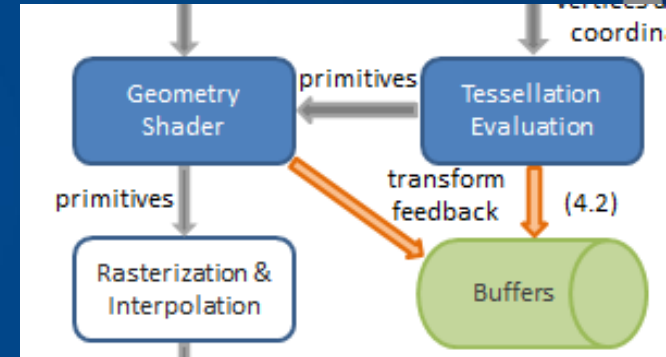 coordin
Geometry
Shader
primitives
Tessellation
Evaluation
primitives
transform
feedback
(4.2)
Rasterization &
Interpolation
Buffers